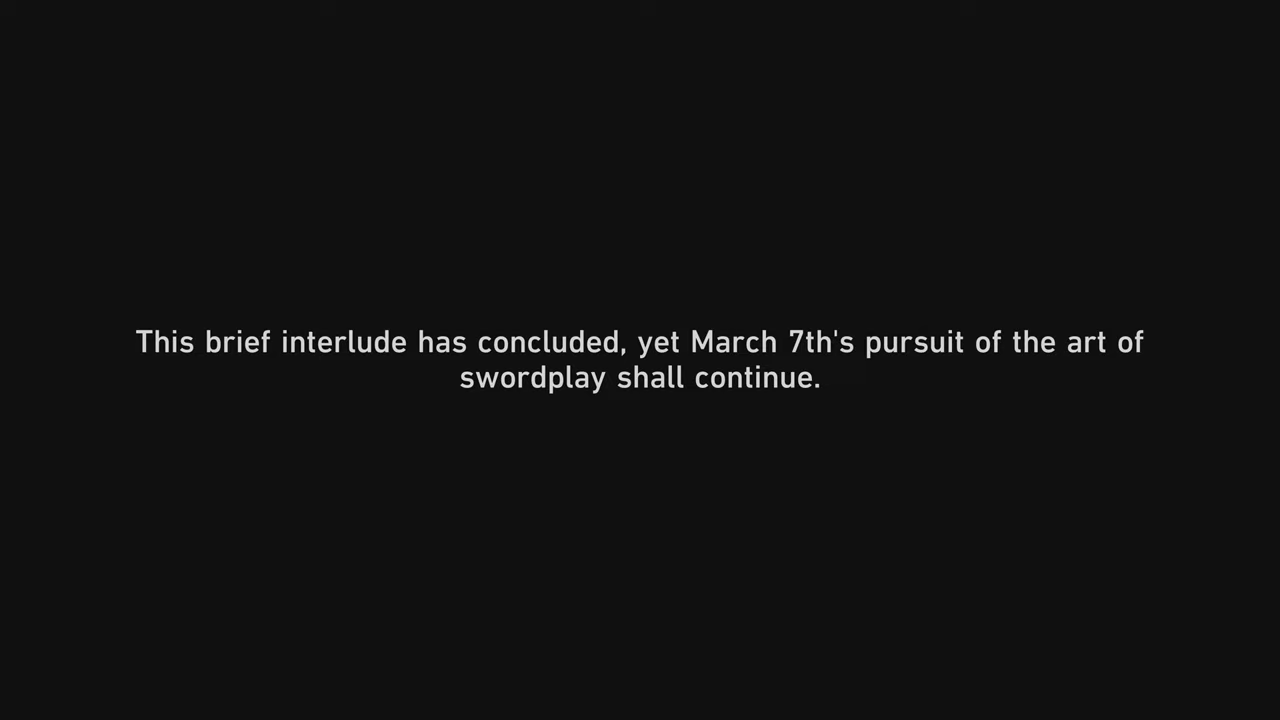 This brief interlude has concluded, yet March 7th's pursuit of the art of
swordplay shall continue.